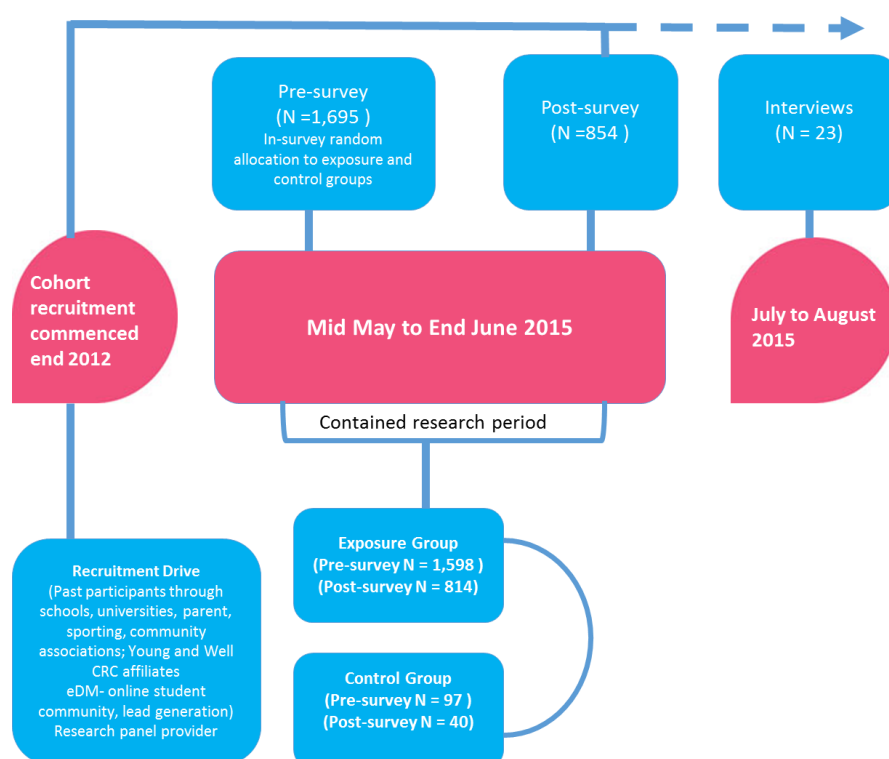 Pre-survey
(N =1,695 )
In-survey random
allocation to exposure and
control groups
Post-survey
(N =854 )
Interviews
(N = 23)
Cohort
recruitment
commenced
end 2012
Mid May to End June 2015
July to August
2015
Contained research period
Exposure Group
(Pre-survey N = 1,598 )
(Post-survey N = 814)
Recruitment Drive
(Past participants through
schools, universities, parent,
sporting, community
associations; Young and Well
CRC affiliates
eDM- online student
community, lead generation)
Research panel provider
Control Group
(Pre-survey N = 97 )
(Post-survey N = 40)